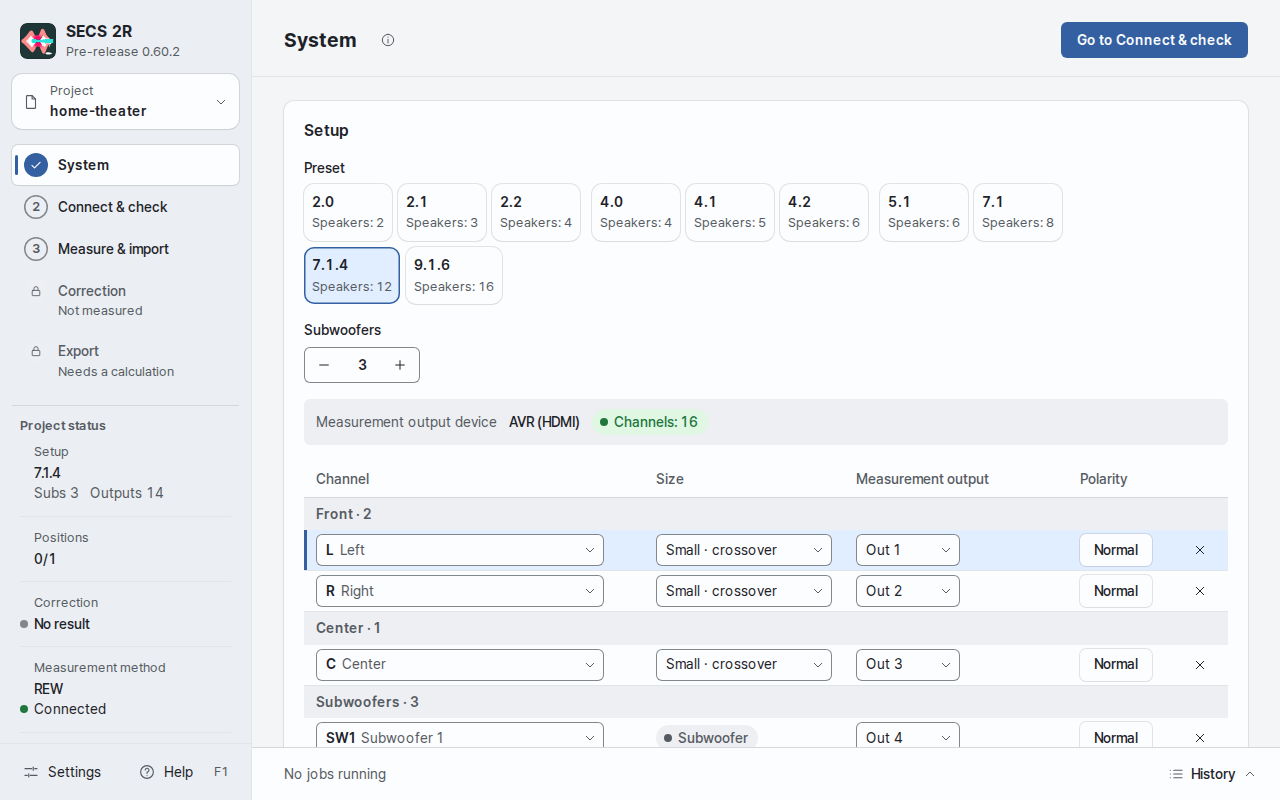 SECS 2R
Pre-release 0.60.2
Project
home-theater
System
2 Connect & check
3 Measure & import
Correction
Not measured
Export
Needs a calculation
Project status
Setup
7.1.4
Subs 3 Outputs 14
Positions
0/1
Correction
No result
Measurement method
REW
Connected
Settings
Help F1
System
Go to Connect & check
Setup
Preset
2.0 2.1 2.2 4.0 4.1 4.2 5.1 7.1
Speakers: 2 Speakers: 3 Speakers: 4 Speakers: 4 Speakers: 5 Speakers: 6 Speakers: 6 Speakers: 8
7.1.4 9.1.6
Speakers: 12 Speakers: 16
Subwoofers
− 3 +
Measurement output device AVR (HDMI) Channels: 16
Channel Size Measurement output Polarity
Front · 2
L Left Small · crossover Out 1 Normal
R Right Small · crossover Out 2 Normal
Center · 1
C Center Small · crossover Out 3 Normal
Subwoofers · 3
SW1 Subwoofer 1 Subwoofer Out 4 Normal
No jobs running
History